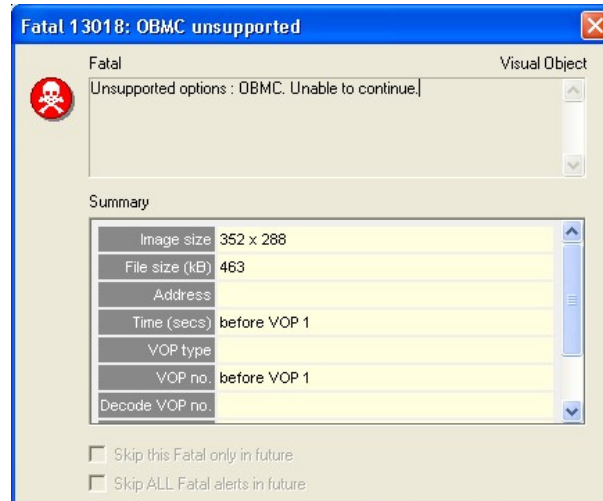 Fatal 13018: OBMC unsupported
Fatal Visual Object
Unsupported options : OBMC. Unable to continue.
Summary
Image size 352 x 288
File size (kB) 463
Address
Time (secs) before VOP 1
VOP type
VOP no. before VOP 1
Decode VOP no.
Skip this Fatal only in future
Skip ALL Fatal alerts in future